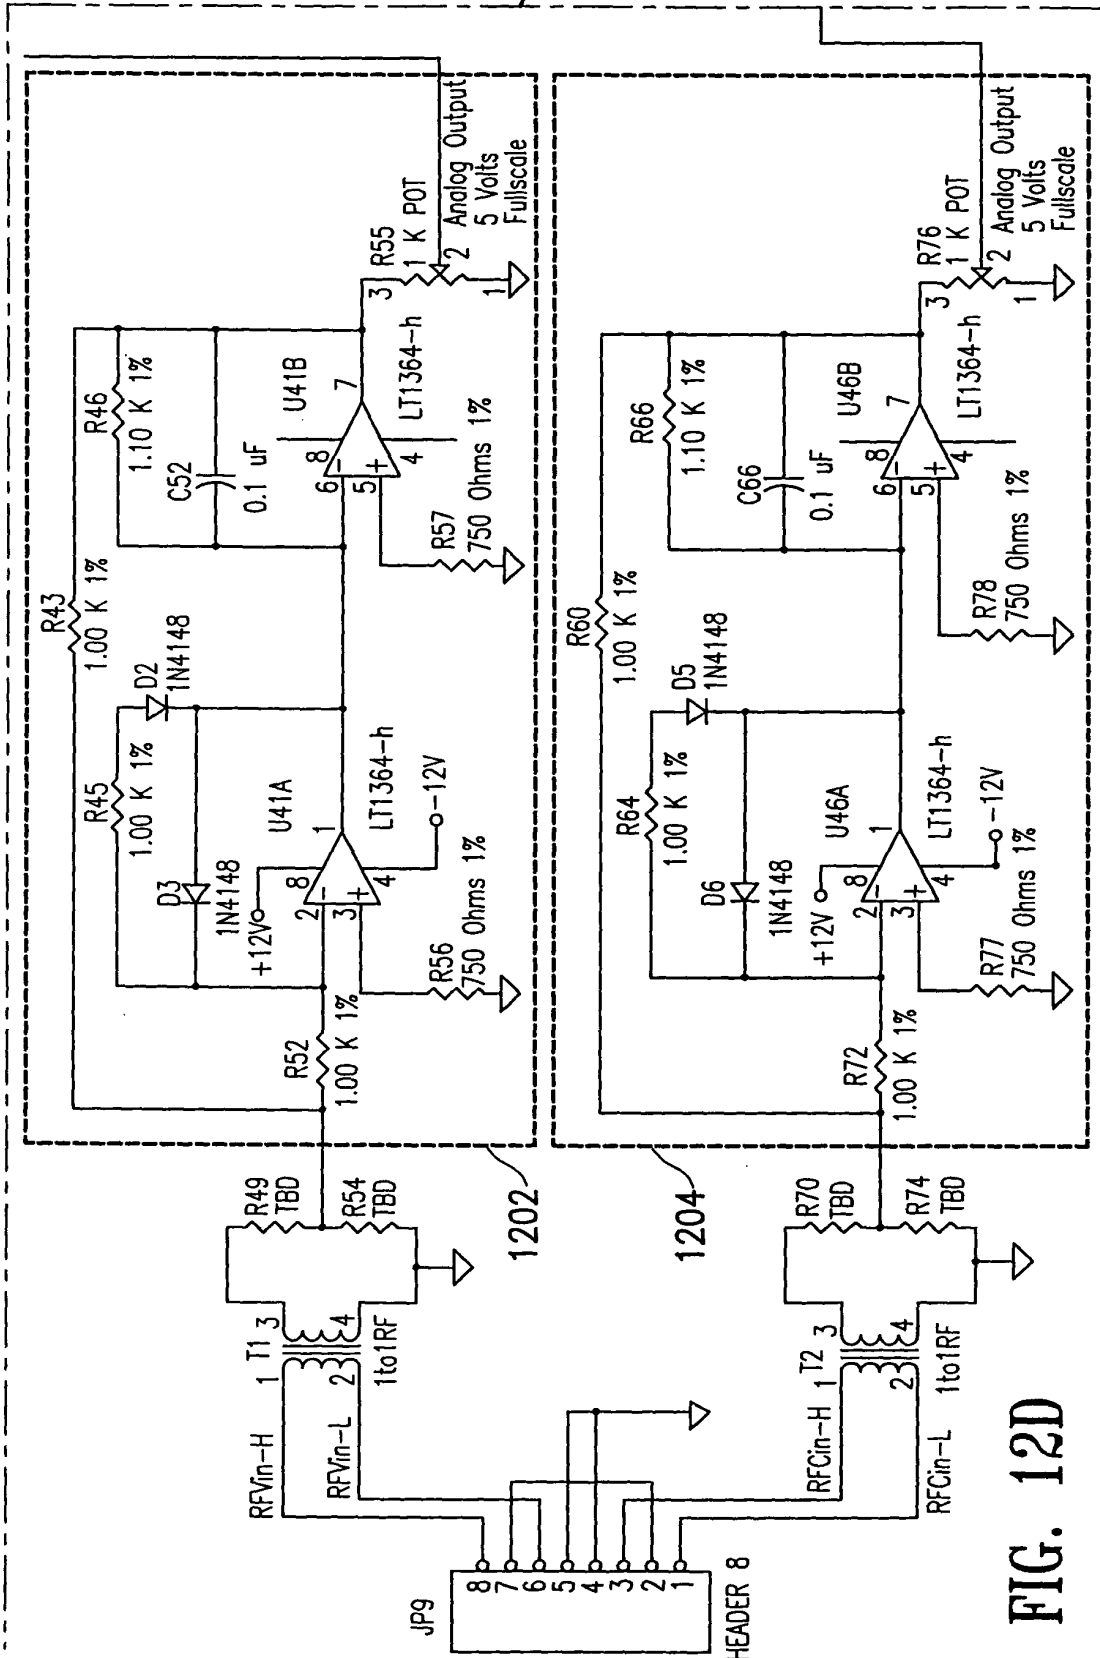 R43
1.00 K 1%
R46
1.10 K 1%
C52
0.1 uF
R45
1.00 K 1%
D2
1N4148
D3
1N4148
+12V
8
2
-
3
+
4
1
U41A
LT1364-h
-12V
R52
1.00 K 1%
R56
750 Ohms 1%
U41B
8
6
-
5
+
4
7
LT1364-h
R57
750 Ohms 1%
R55
1 K POT
3
2
1
Analog Output
5 Volts
Fullscale
1202
R60
1.00 K 1%
R66
1.10 K 1%
C66
0.1 uF
R64
1.00 K 1%
D5
1N4148
D6
1N4148
+12V
8
2
-
3
+
4
1
U46A
LT1364-h
-12V
R72
1.00 K 1%
R77
750 Ohms 1%
U46B
8
6
-
5
+
4
7
LT1364-h
R78
750 Ohms 1%
R76
1 K POT
3
2
1
Analog Output
5 Volts
Fullscale
1204
R49
TBD
R54
TBD
1
T1
3
2
4
1to1RF
RFVin-H
RFVin-L
R70
TBD
R74
TBD
1
T2
3
2
4
1to1RF
RFCin-H
RFCin-L
JP9
8
7
6
5
4
3
2
1
HEADER 8
FIG. 12D